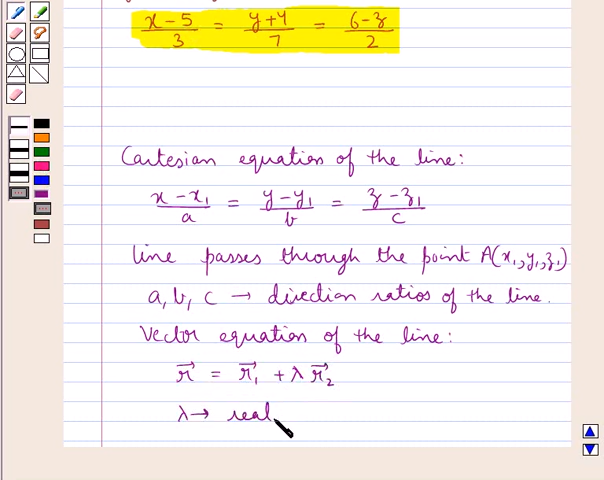 x-5/3 = y+4/7 = 6-z/2
Cartesian equation of the line:
x-x₁/a = y-y₁/b = z-z₁/c
Line passes through the point A(x₁,y₁,z₁)
a, b, c → direction ratios of the line.
Vector equation of the line:
r⃗ = r⃗₁ + λ r⃗₂
λ → real